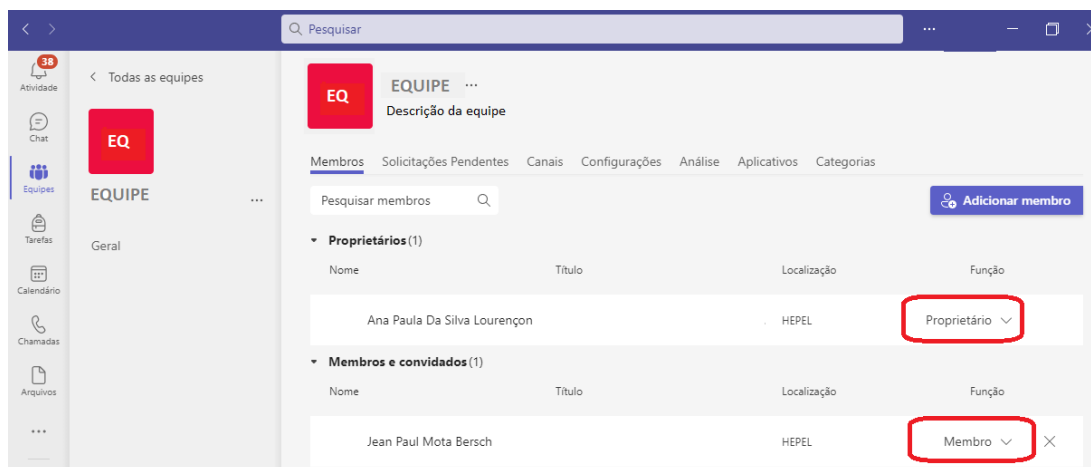 Pesquisar
38
Atividade
Chat
Equipes
Tarefas
Calendário
Chamadas
Arquivos
Todas as equipes
EQ
EQUIPE
Geral
EQ
EQUIPE
Descrição da equipe
Membros Solicitações Pendentes Canais Configurações Análise Aplicativos Categorias
Pesquisar membros
Adicionar membro
Proprietários (1)
Nome Título Localização Função
Ana Paula Da Silva Lourençon HEPEL Proprietário
Membros e convidados (1)
Nome Título Localização Função
Jean Paul Mota Bersch HEPEL Membro